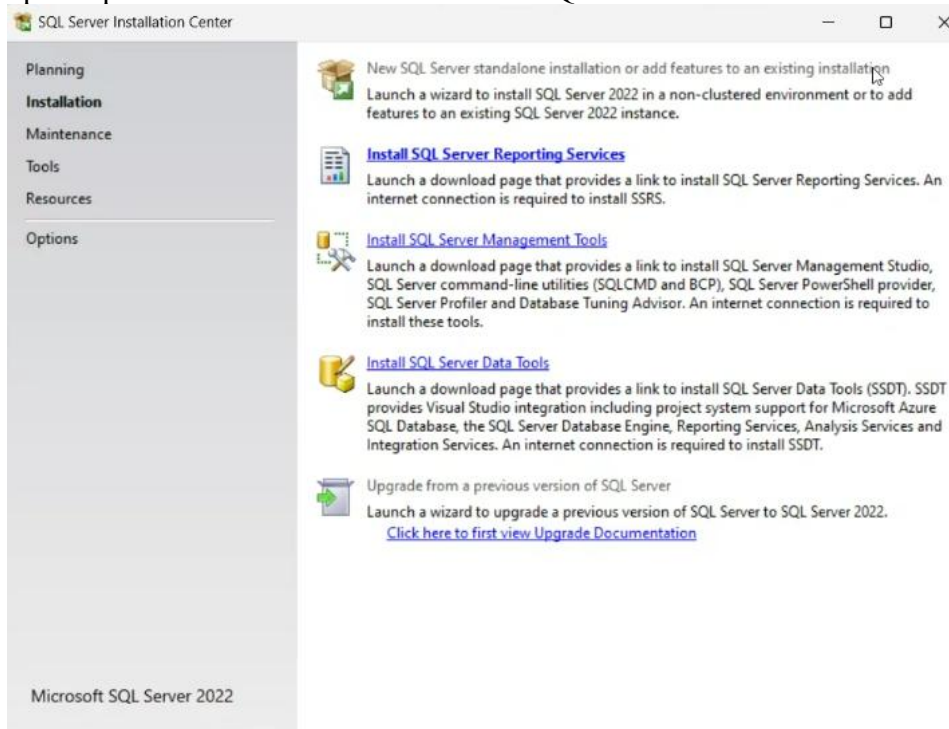 SQL Server Installation Center
Planning
Installation
Maintenance
Tools
Resources
Options
Microsoft SQL Server 2022
New SQL Server standalone installation or add features to an existing installation
Launch a wizard to install SQL Server 2022 in a non-clustered environment or to add
features to an existing SQL Server 2022 instance.
Install SQL Server Reporting Services
Launch a download page that provides a link to install SQL Server Reporting Services. An
internet connection is required to install SSRS.
Install SQL Server Management Tools
Launch a download page that provides a link to install SQL Server Management Studio,
SQL Server command-line utilities (SQLCMD and BCP), SQL Server PowerShell provider,
SQL Server Profiler and Database Tuning Advisor. An internet connection is required to
install these tools.
Install SQL Server Data Tools
Launch a download page that provides a link to install SQL Server Data Tools (SSDT). SSDT
provides Visual Studio integration including project system support for Microsoft Azure
SQL Database, the SQL Server Database Engine, Reporting Services, Analysis Services and
Integration Services. An internet connection is required to install SSDT.
Upgrade from a previous version of SQL Server
Launch a wizard to upgrade a previous version of SQL Server to SQL Server 2022.
Click here to first view Upgrade Documentation